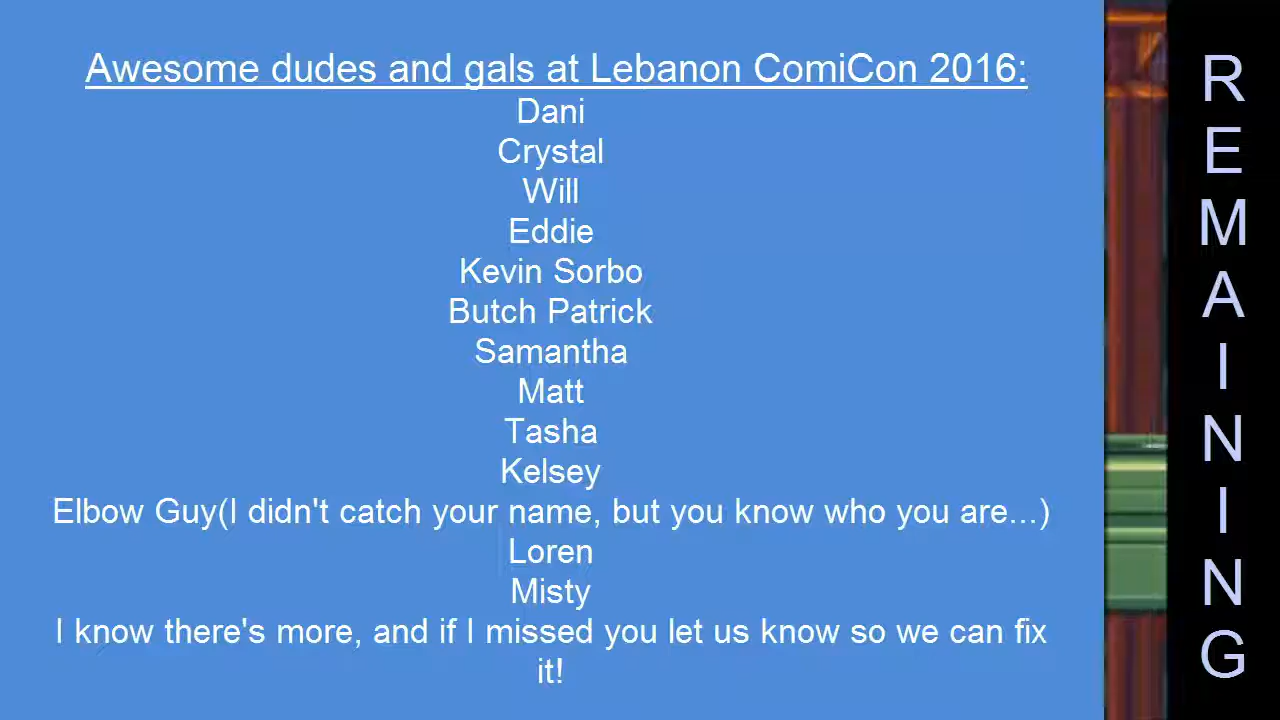 Awesome dudes and gals at Lebanon ComiCon 2016:
Dani
Crystal
Will
Eddie
Kevin Sorbo
Butch Patrick
Samantha
Matt
Tasha
Kelsey
Elbow Guy(I didn't catch your name, but you know who you are...)
Loren
Misty
I know there's more, and if I missed you let us know so we can fix
it!
REMAINING